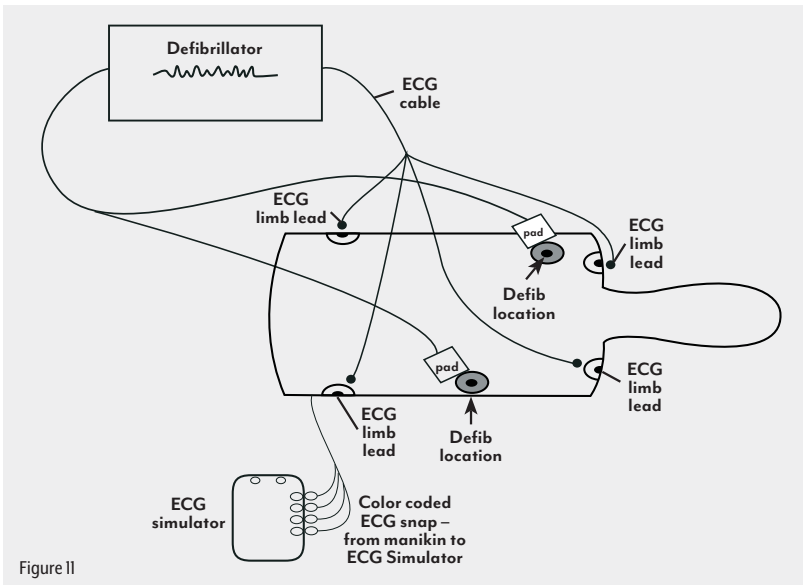 Defibrillator
ECG
cable
ECG
limb lead
pad
ECG
limb
lead
Defib
location
pad
ECG
limb
lead
ECG
limb
lead
Defib
location
ECG
simulator
Color coded
ECG snap –
from manikin to
ECG Simulator
Figure 11